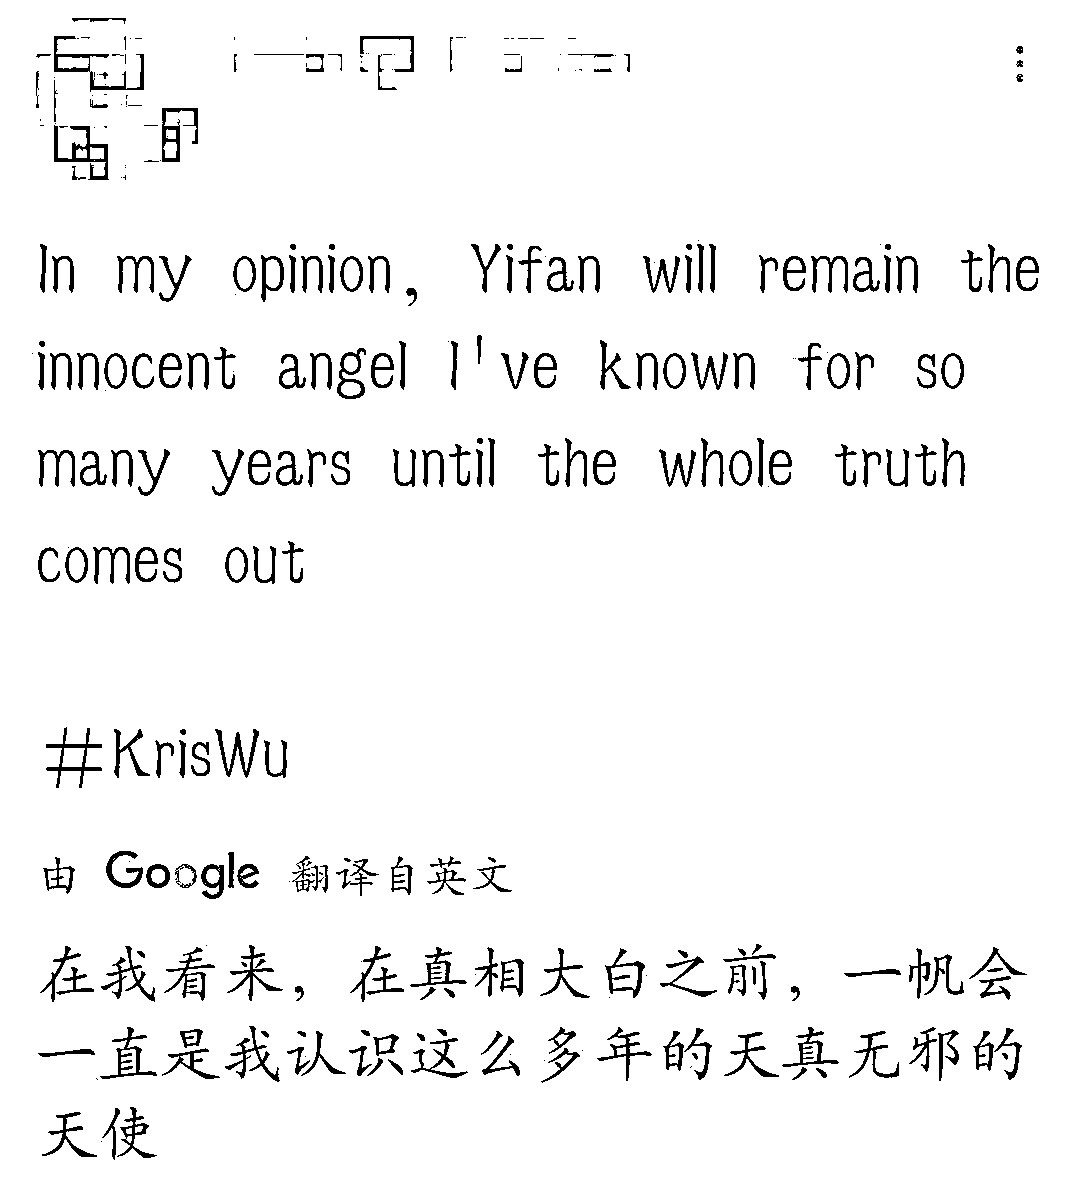 In my opinion, Yifan will remain the
innocent angel I've known for so
many years until the whole truth
comes out
#KrisWu
由 Google 翻译自英文
在我看来，在真相大白之前，一帆会
一直是我认识这么多年的天真无邪的
天使